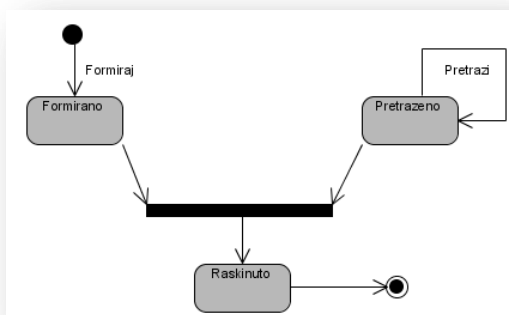 Formiraj
Formirano
Pretrazi
Pretrazeno
Raskinuto